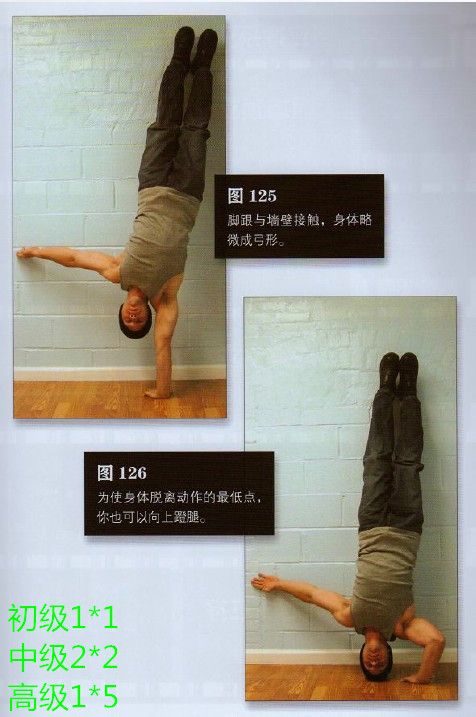 图 125
脚跟与墙壁接触，身体略
微成弓形。
图 126
为使身体脱离动作的最低点，
你也可以向上蹬腿。
初级1*1
中级2*2
高级1*5